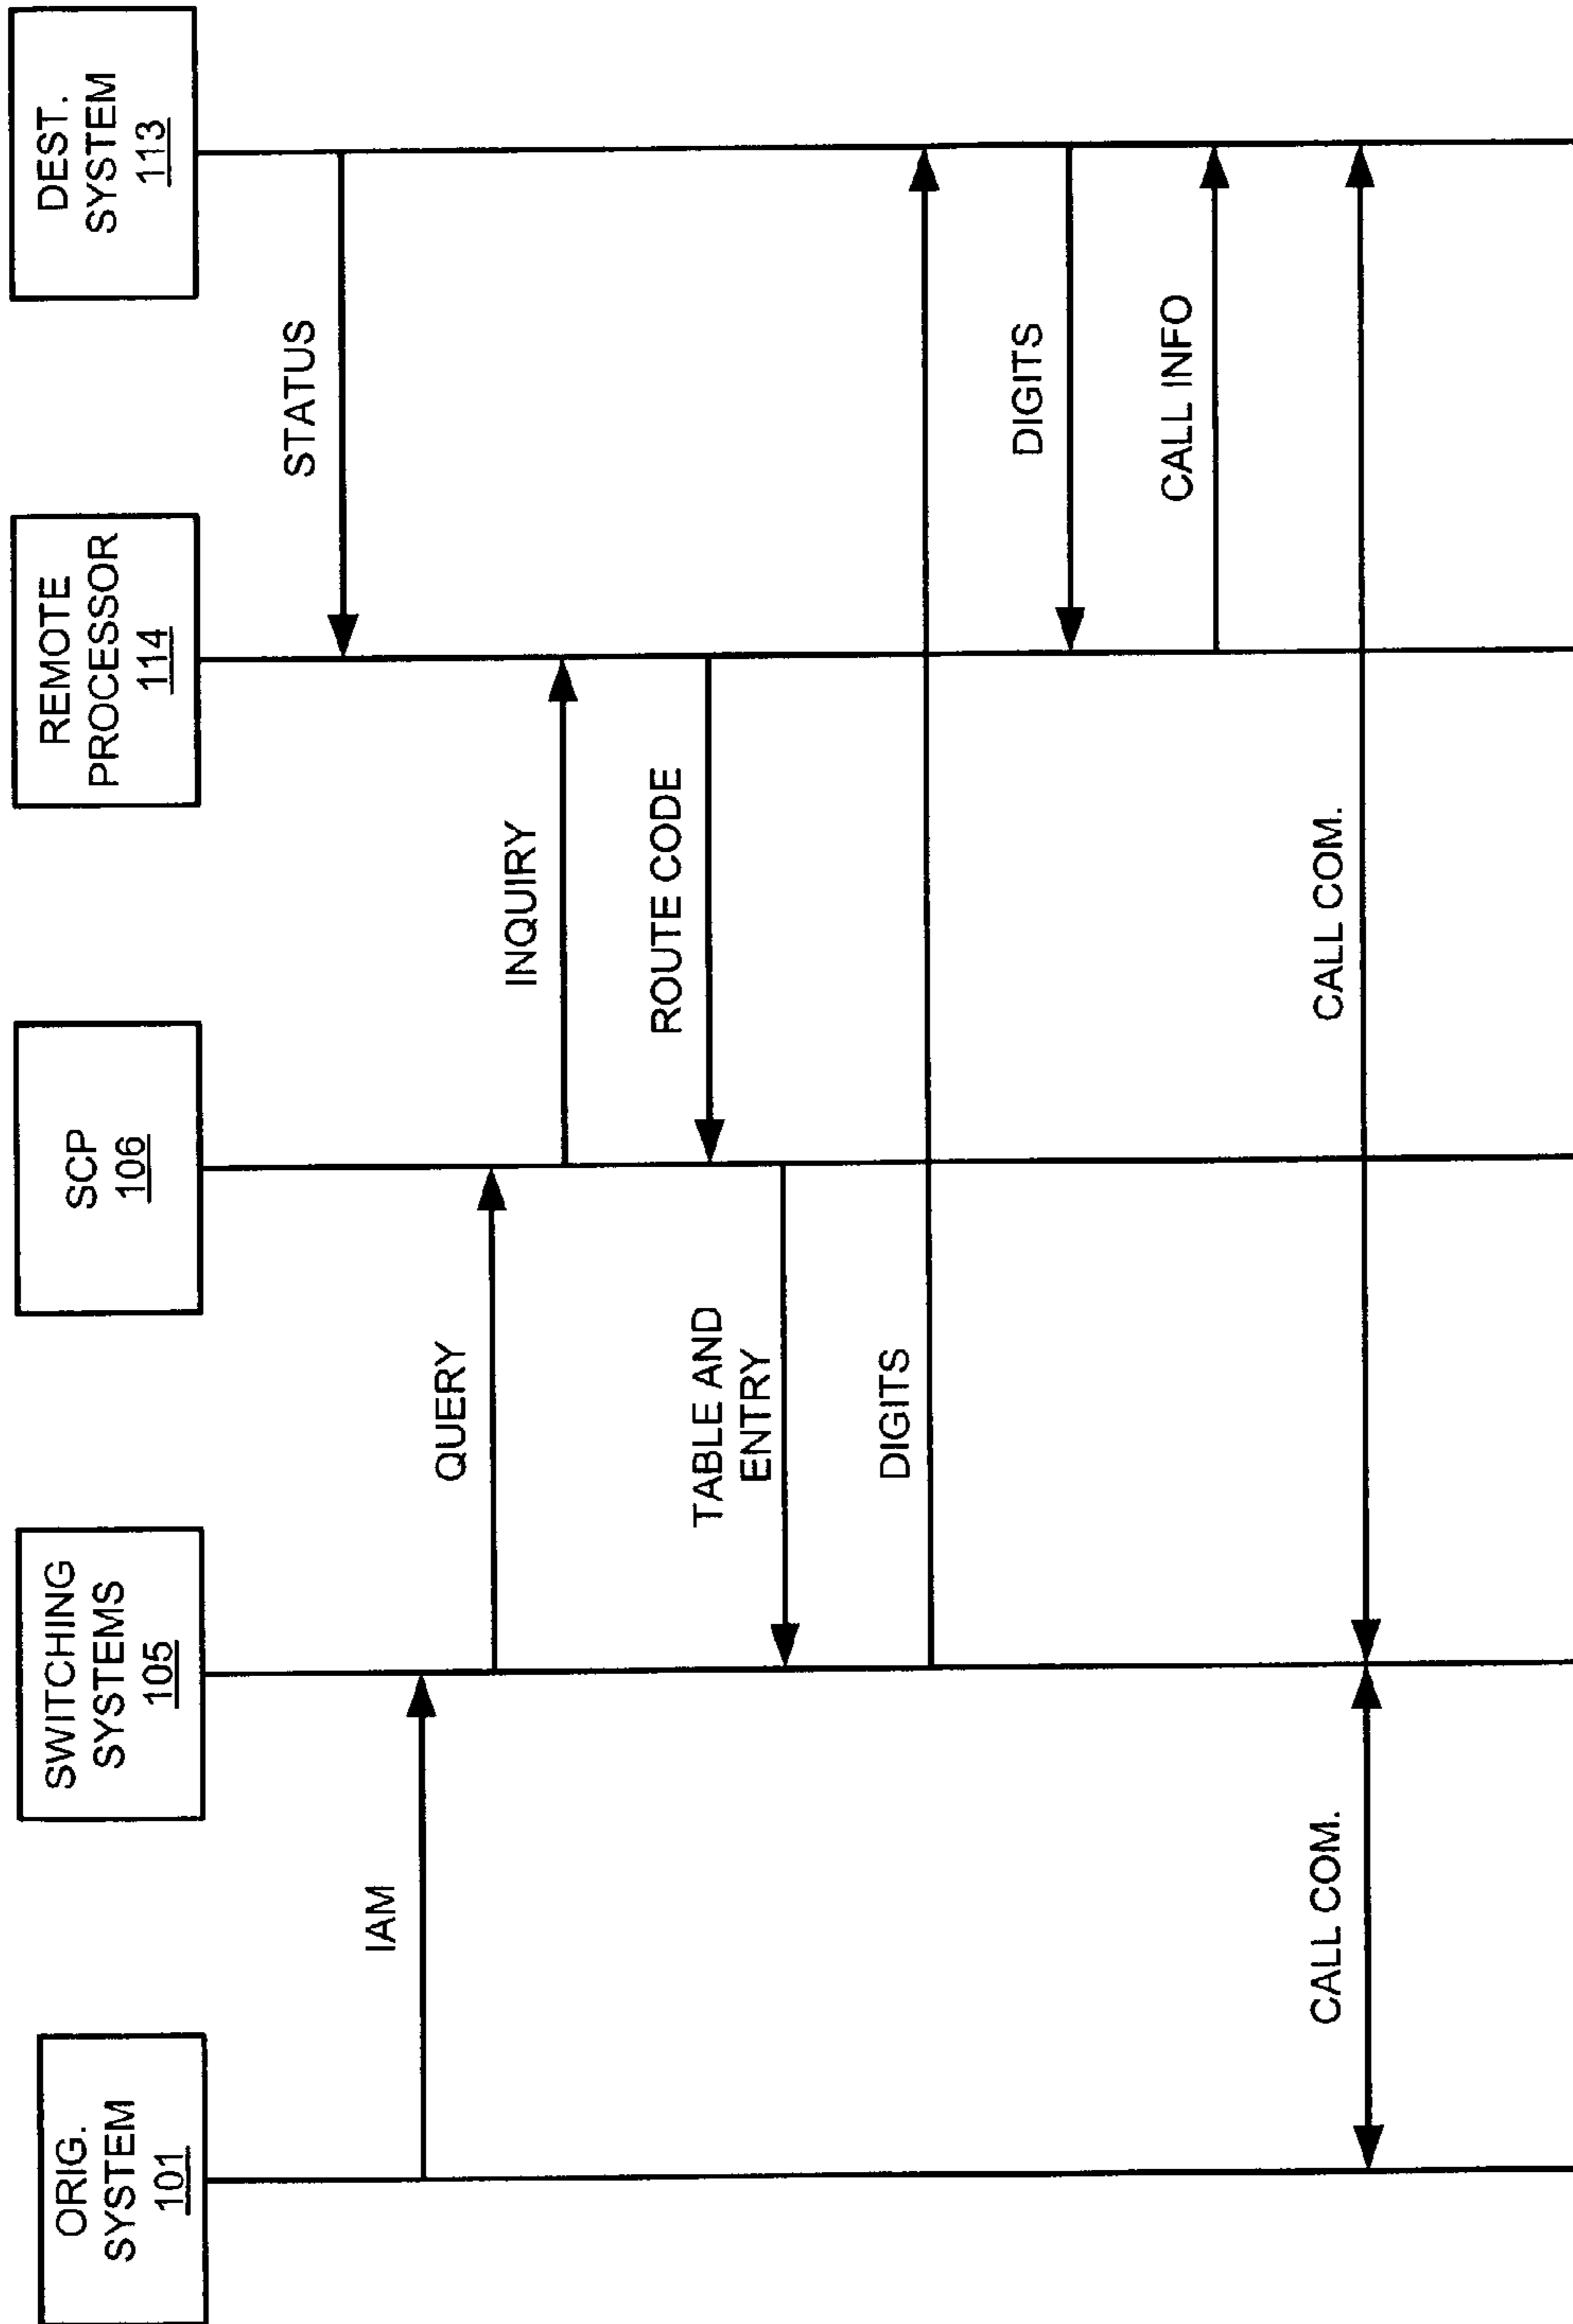 ORIG.
SYSTEM
101
SWITCHING
SYSTEMS
105
SCP
106
REMOTE
PROCESSOR
114
DEST.
SYSTEM
113
STATUS
IAM
QUERY
INQUIRY
ROUTE CODE
TABLE AND
ENTRY
DIGITS
DIGITS
CALL INFO
CALL COM.
CALL COM.